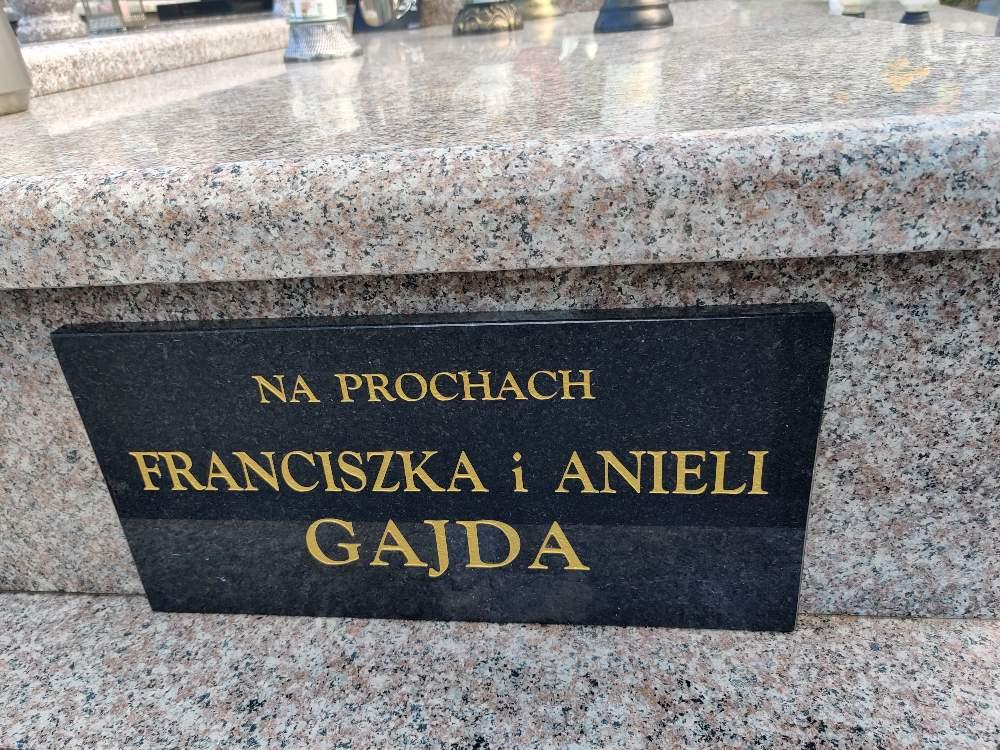 NA PROCHACH
FRANCISZKA i ANIELI
GAJDA